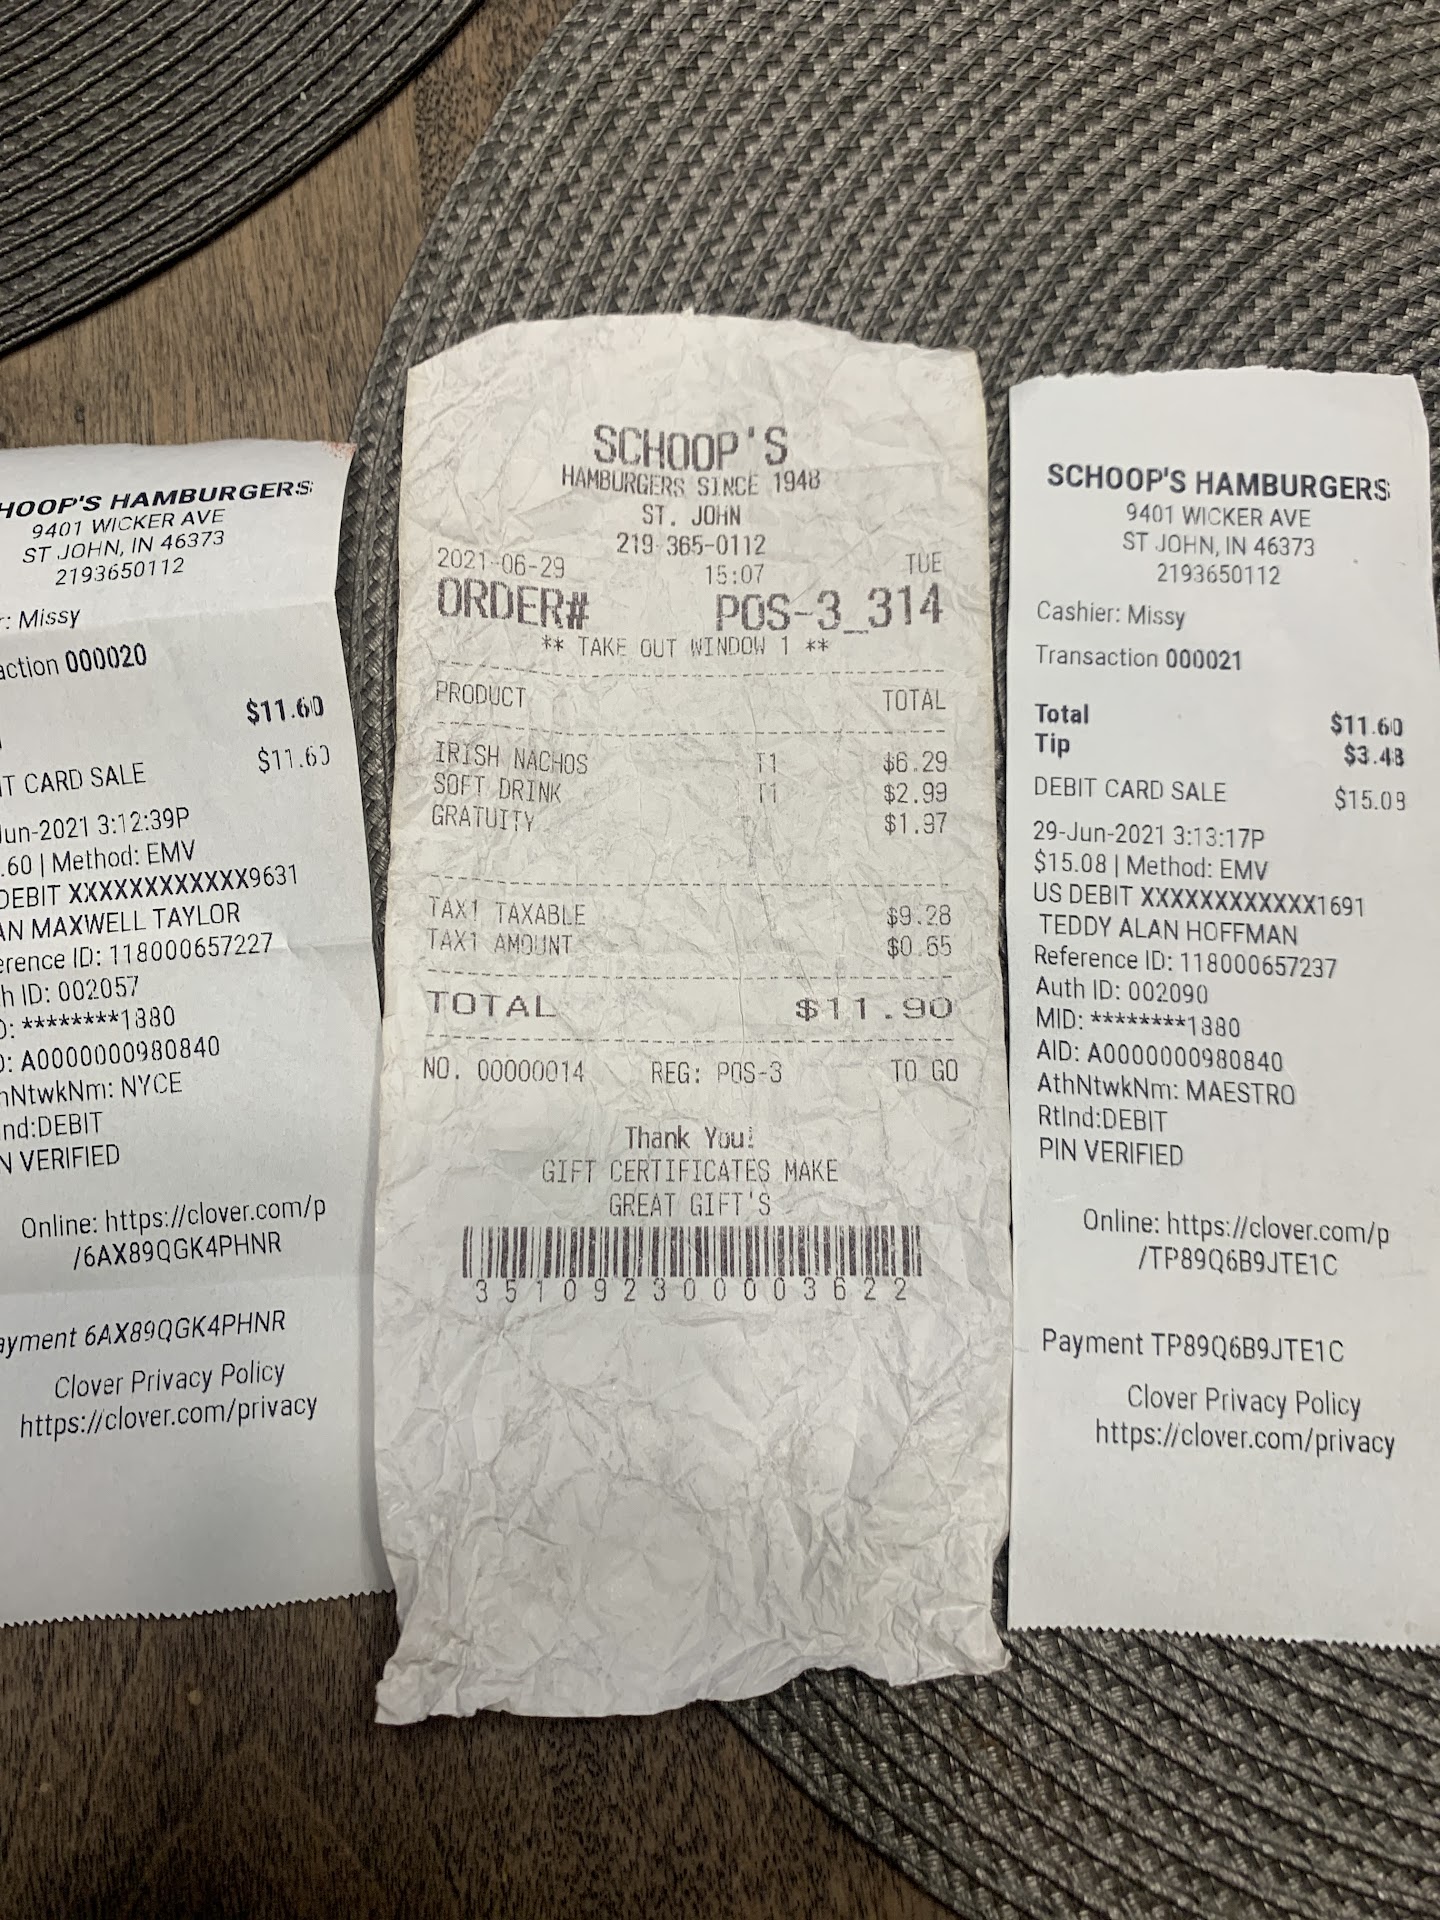 HOOP'S HAMBURGERS
9401 WICKER AVE
ST JOHN, IN 46373
2193650112
r: Missy
action 000020
$11.60
IT CARD SALE $11.60
Jun-2021 3:12:39P
.60 | Method: EMV
DEBIT XXXXXXXXXXXX9631
AN MAXWELL TAYLOR
erence ID: 118000657227
h ID: 002057
D: ********1380
D: A0000000980840
hNtwkNm: NYCE
nd:DEBIT
N VERIFIED
Online: https://clover.com/p
/6AX89QGK4PHNR
ayment 6AX89QGK4PHNR
Clover Privacy Policy
https://clover.com/privacy
SCHOOP'S
HAMBURGERS SINCE 1948
ST. JOHN
219-365-0112
2021-06-29 15:07 TUE
ORDER# POS-3_314
** TAKE OUT WINDOW 1 **
PRODUCT TOTAL
IRISH NACHOS T1 $6.29
SOFT DRINK T1 $2.99
GRATUITY $1.97
TAX1 TAXABLE $9.28
TAX1 AMOUNT $0.65
TOTAL $11.90
NO. 00000014 REG: POS-3 TO GO
Thank You!
GIFT CERTIFICATES MAKE
GREAT GIFT'S
3510923000003622
SCHOOP'S HAMBURGERS
9401 WICKER AVE
ST JOHN, IN 46373
2193650112
Cashier: Missy
Transaction 000021
Total $11.60
Tip $3.48
DEBIT CARD SALE $15.08
29-Jun-2021 3:13:17P
$15.08 | Method: EMV
US DEBIT XXXXXXXXXXXX1691
TEDDY ALAN HOFFMAN
Reference ID: 118000657237
Auth ID: 002090
MID: ********1380
AID: A0000000980840
AthNtwkNm: MAESTRO
RtInd:DEBIT
PIN VERIFIED
Online: https://clover.com/p
/TP89Q6B9JTE1C
Payment TP89Q6B9JTE1C
Clover Privacy Policy
https://clover.com/privacy